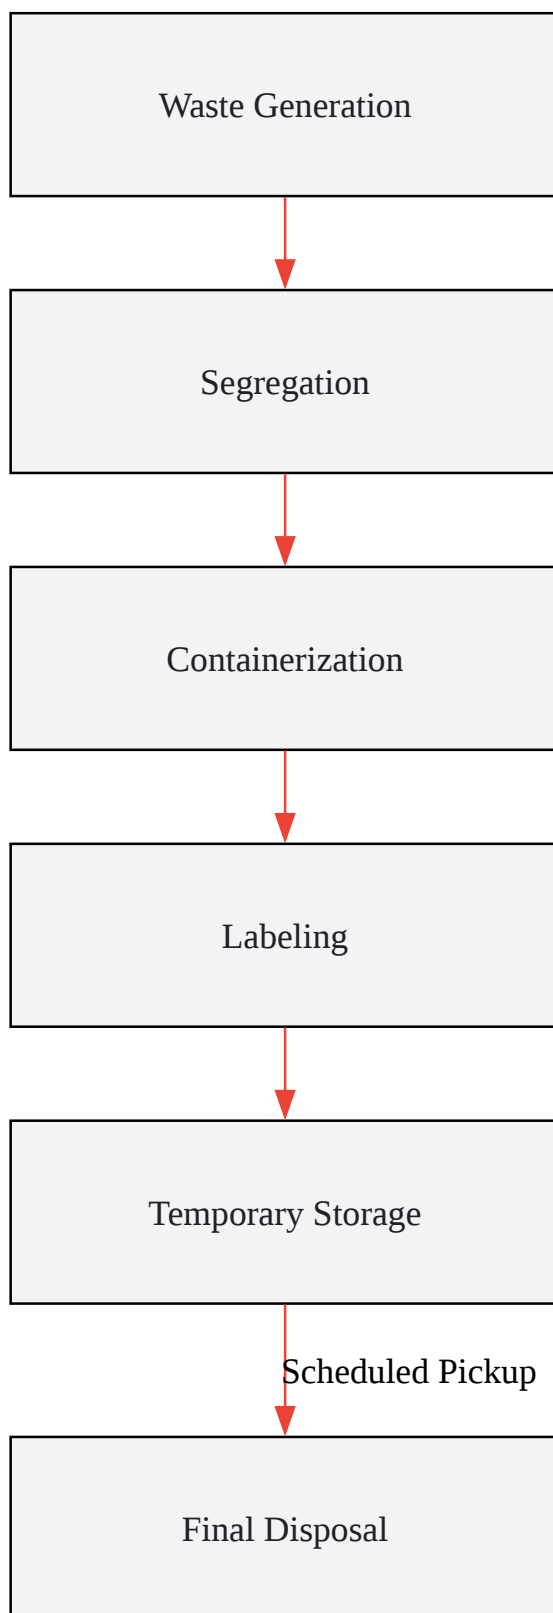 Waste Generation
Segregation
Containerization
Labeling
Temporary Storage
Scheduled Pickup
Final Disposal